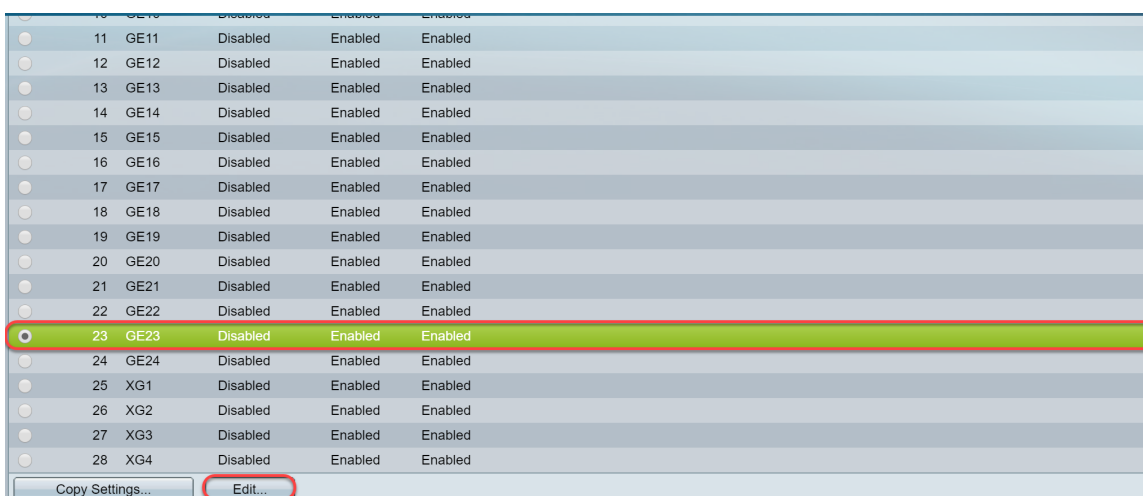 11 GE11 Disabled Enabled Enabled
12 GE12 Disabled Enabled Enabled
13 GE13 Disabled Enabled Enabled
14 GE14 Disabled Enabled Enabled
15 GE15 Disabled Enabled Enabled
16 GE16 Disabled Enabled Enabled
17 GE17 Disabled Enabled Enabled
18 GE18 Disabled Enabled Enabled
19 GE19 Disabled Enabled Enabled
20 GE20 Disabled Enabled Enabled
21 GE21 Disabled Enabled Enabled
22 GE22 Disabled Enabled Enabled
23 GE23 Disabled Enabled Enabled
24 GE24 Disabled Enabled Enabled
25 XG1 Disabled Enabled Enabled
26 XG2 Disabled Enabled Enabled
27 XG3 Disabled Enabled Enabled
28 XG4 Disabled Enabled Enabled
Copy Settings... Edit...